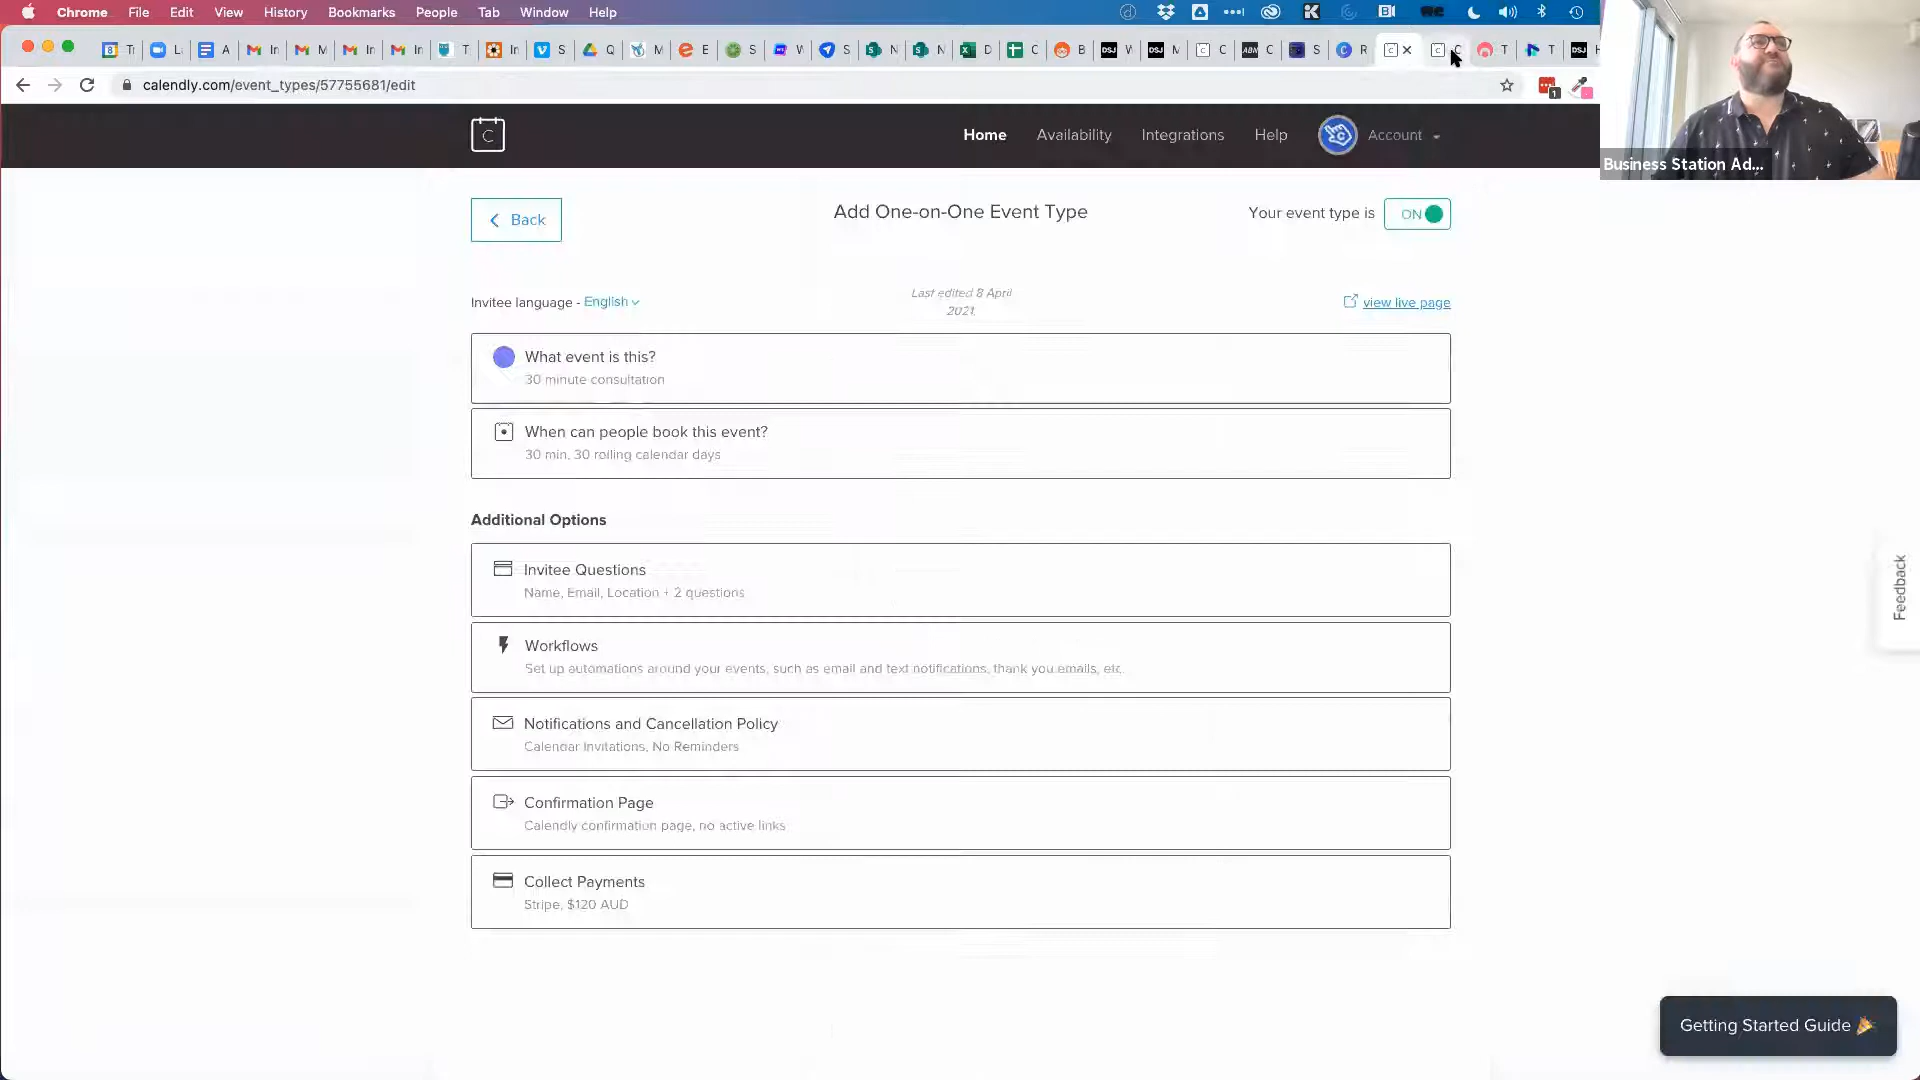 Chrome File Edit View History Bookmarks People Tab Window Help
calendly.com/event_types/57755681/edit
Business Station Ad...
Home Availability Integrations Help Account
Back
Add One-on-One Event Type
Your event type is ON
Invitee language - English
Last edited 8 April
2021
view live page
What event is this?
30 minute consultation
When can people book this event?
30 min, 30 rolling calendar days
Additional Options
Invitee Questions
Name, Email, Location + 2 questions
Workflows
Set up automations around your events, such as email and text notifications, thank you emails, etc.
Notifications and Cancellation Policy
Calendar Invitations, No Reminders
Confirmation Page
Calendly confirmation page, no active links
Collect Payments
Stripe, $120 AUD
Feedback
Getting Started Guide 🎉